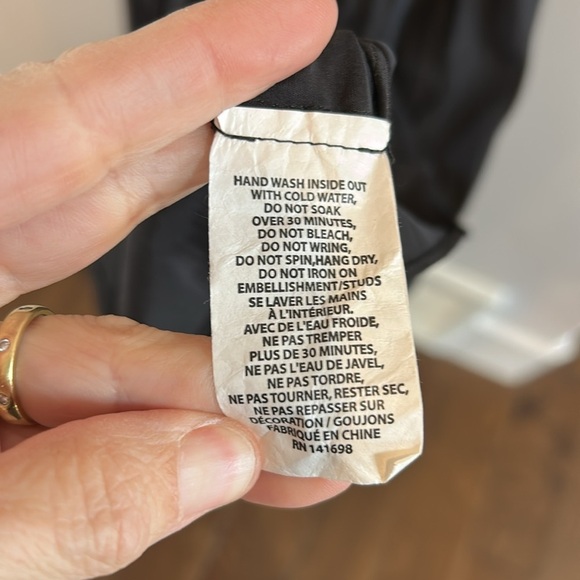 HAND WASH INSIDE OUT
WITH COLD WATER,
DO NOT SOAK
OVER 30 MINUTES,
DO NOT BLEACH,
DO NOT WRING,
DO NOT SPIN,HANG DRY,
DO NOT IRON ON
EMBELLISHMENT/STUDS
SE LAVER LES MAINS
À L'INTÉRIEUR.
AVEC DE L'EAU FROIDE,
NE PAS TREMPER
PLUS DE 30 MINUTES,
NE PAS L'EAU DE JAVEL,
NE PAS TORDRE,
NE PAS TOURNER, RESTER SEC,
NE PAS REPASSER SUR
DÉCORATION / GOUJONS
FABRIQUÉ EN CHINE
RN 141698